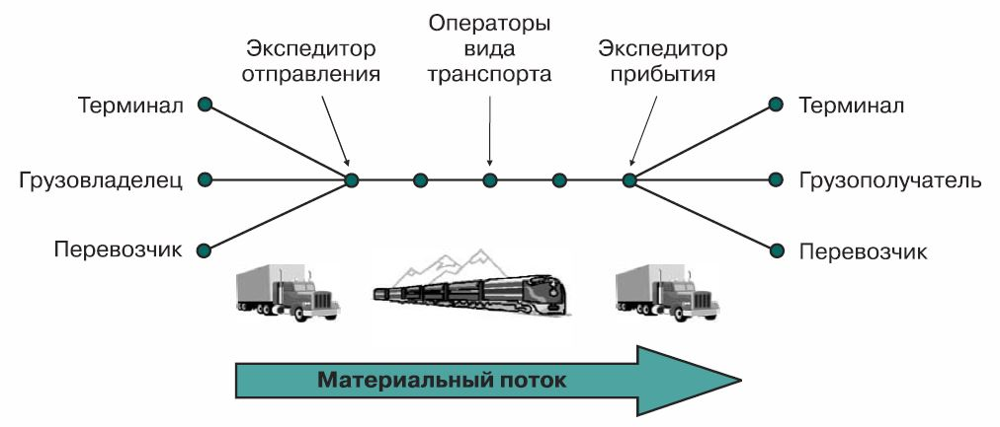 Операторы
вида
транспорта
Экспедитор
отправления
Экспедитор
прибытия
Терминал
Терминал
Грузовладелец
Грузополучатель
Перевозчик
Перевозчик
Материальный поток